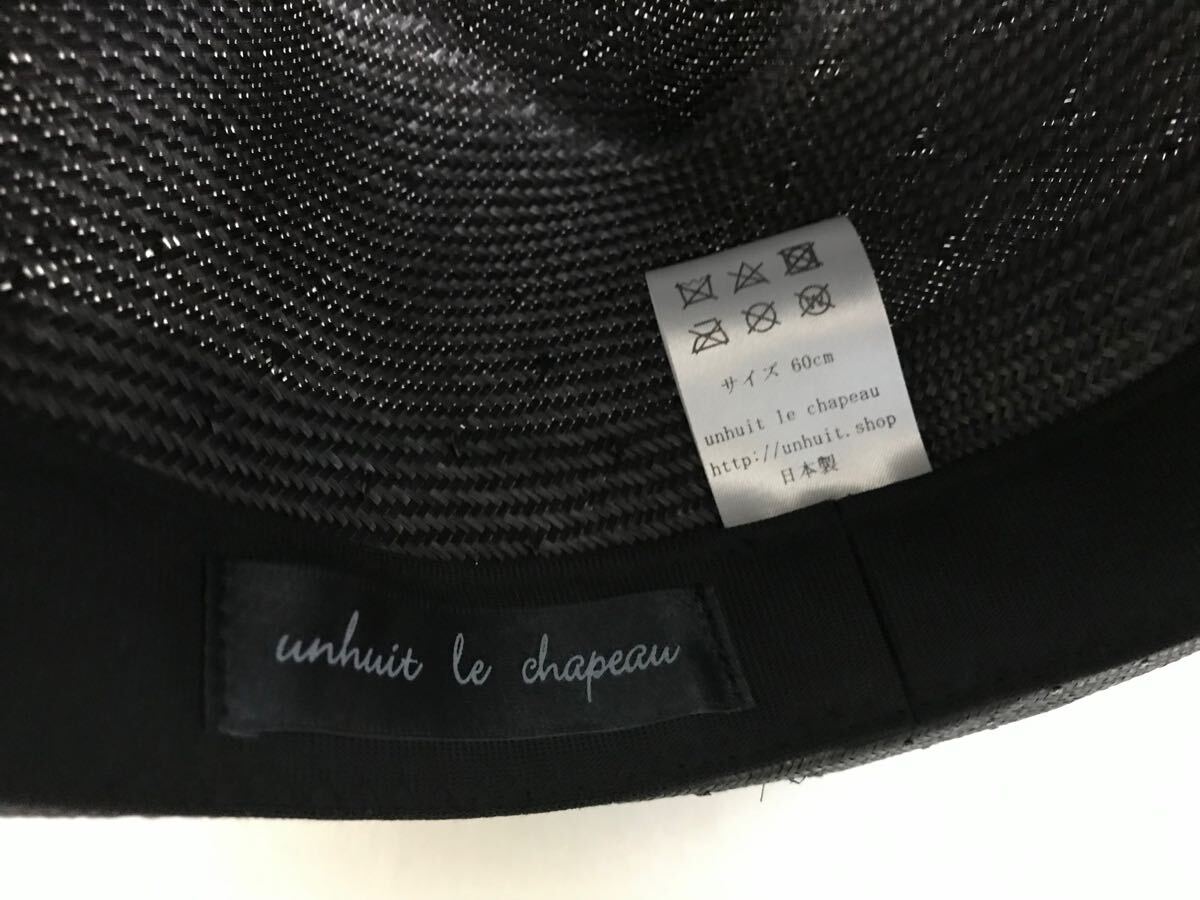 サイズ 60cm
unhuit le chapeau
http://unhuit.shop
日本製
unhuit le chapeau